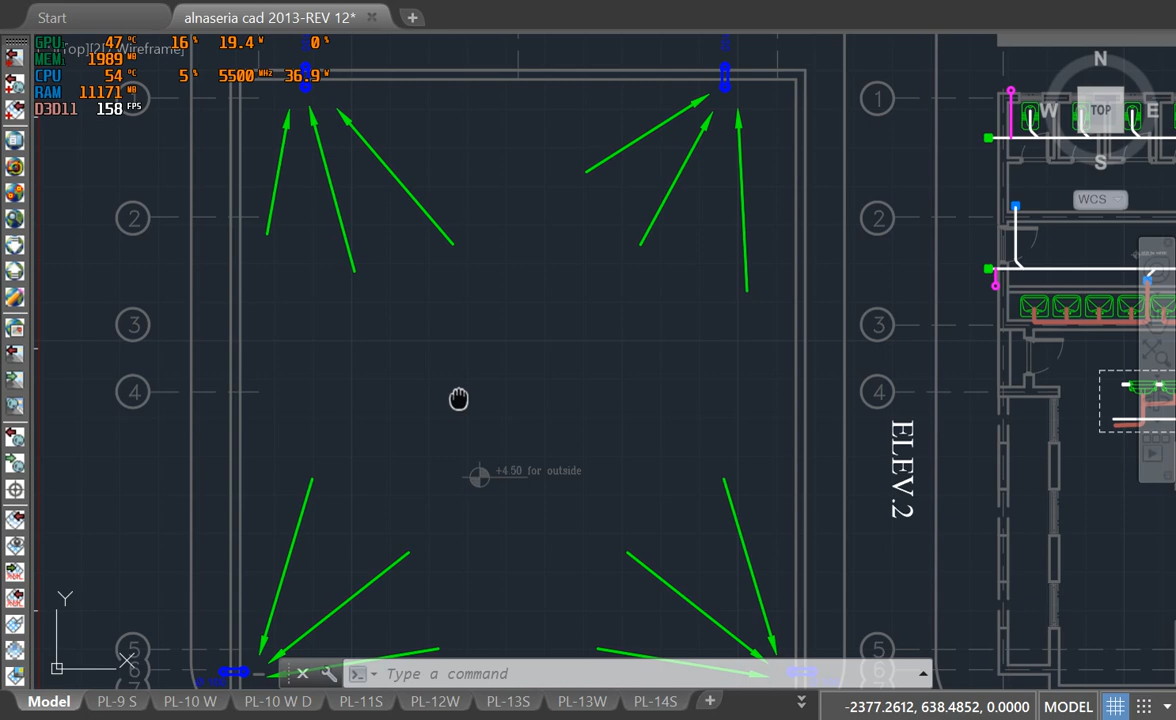 Start
alnaseria cad 2013-REV 12*
GPU: 47 °C 16 % 19.4 W 0 %
Top][2D Wireframe]
MEM: 1989 MB
CPU 54 °C 5 % 5500 MHz 36.9 W
RAM 11171 MB
D3D11 158 FPS
1
N
W TOP E
S
2
2
WCS
3
3
4
4
ELEV.2
+4.50 for outside
Y
X
5
5
6
6
Type a command
Model PL-9 S PL-10 W PL-10 W D PL-11S PL-12W PL-13S PL-13W PL-14S
-2377.2612, 638.4852, 0.0000 MODEL